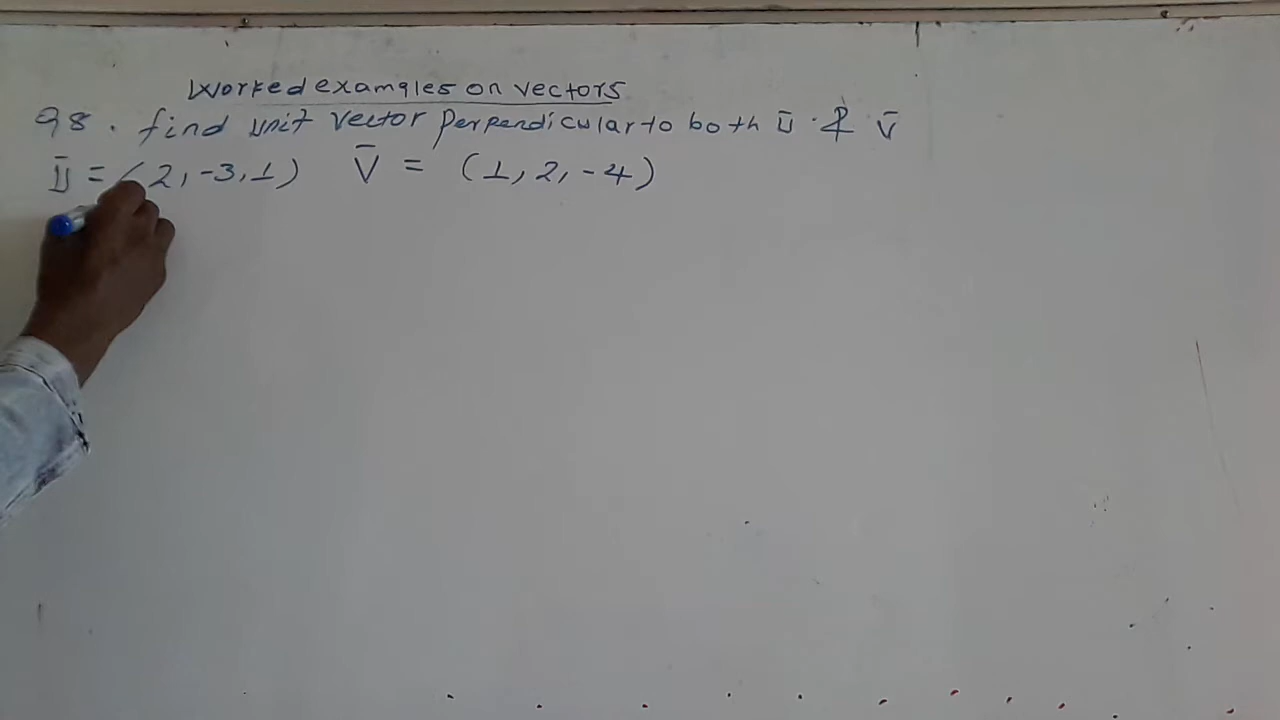 Worked examples on vectors
98. find unit vector perpendicular to both Ū & V̄
Ū = (2, -3, 1) V̄ = (1, 2, -4)